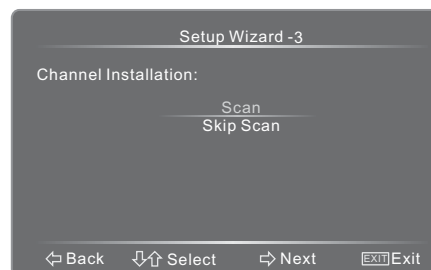 Setup Wizard -3
Channel Installation:
Scan
Skip Scan
Back Select Next EXIT Exit